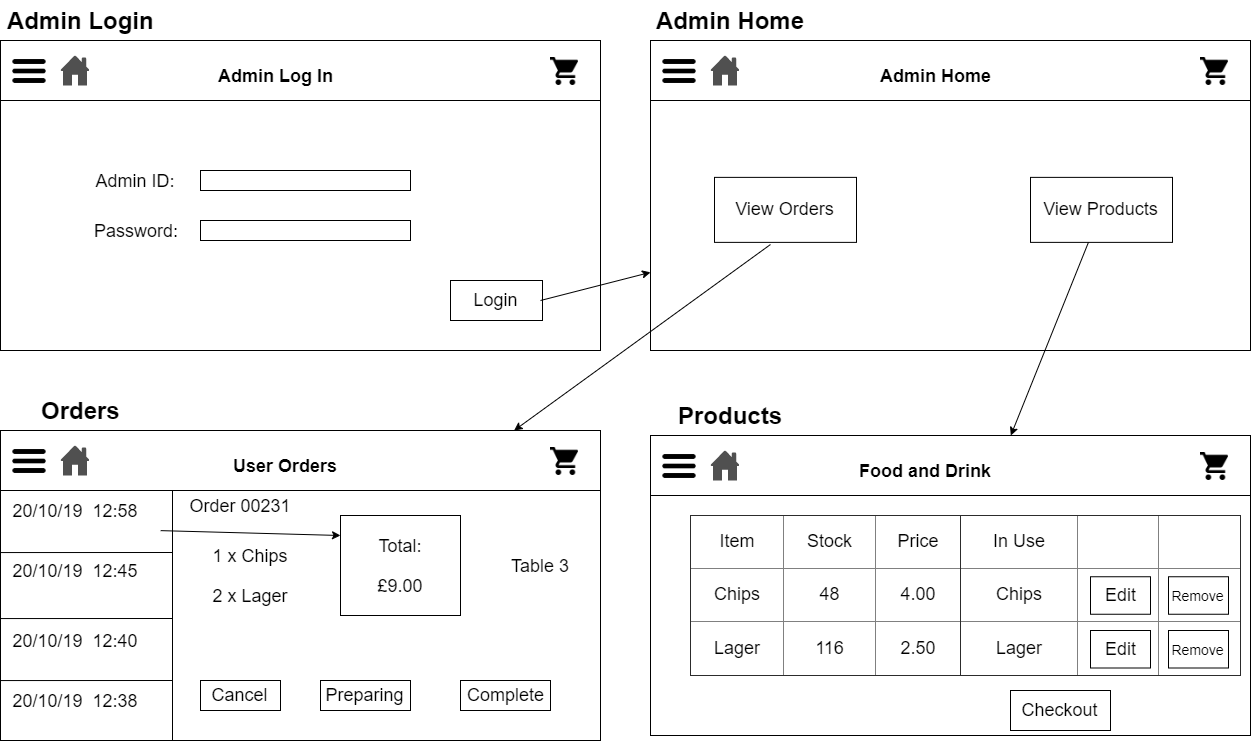 Admin Login
Admin Log In
Admin ID:
Password:
Login
Admin Home
Admin Home
View Orders
View Products
Orders
User Orders
20/10/19 12:58
20/10/19 12:45
20/10/19 12:40
20/10/19 12:38
Order 00231
1 x Chips
2 x Lager
Total:
£9.00
Table 3
Cancel
Preparing
Complete
Products
Food and Drink
Item Stock Price In Use
Chips 48 4.00 Chips Edit Remove
Lager 116 2.50 Lager Edit Remove
Checkout